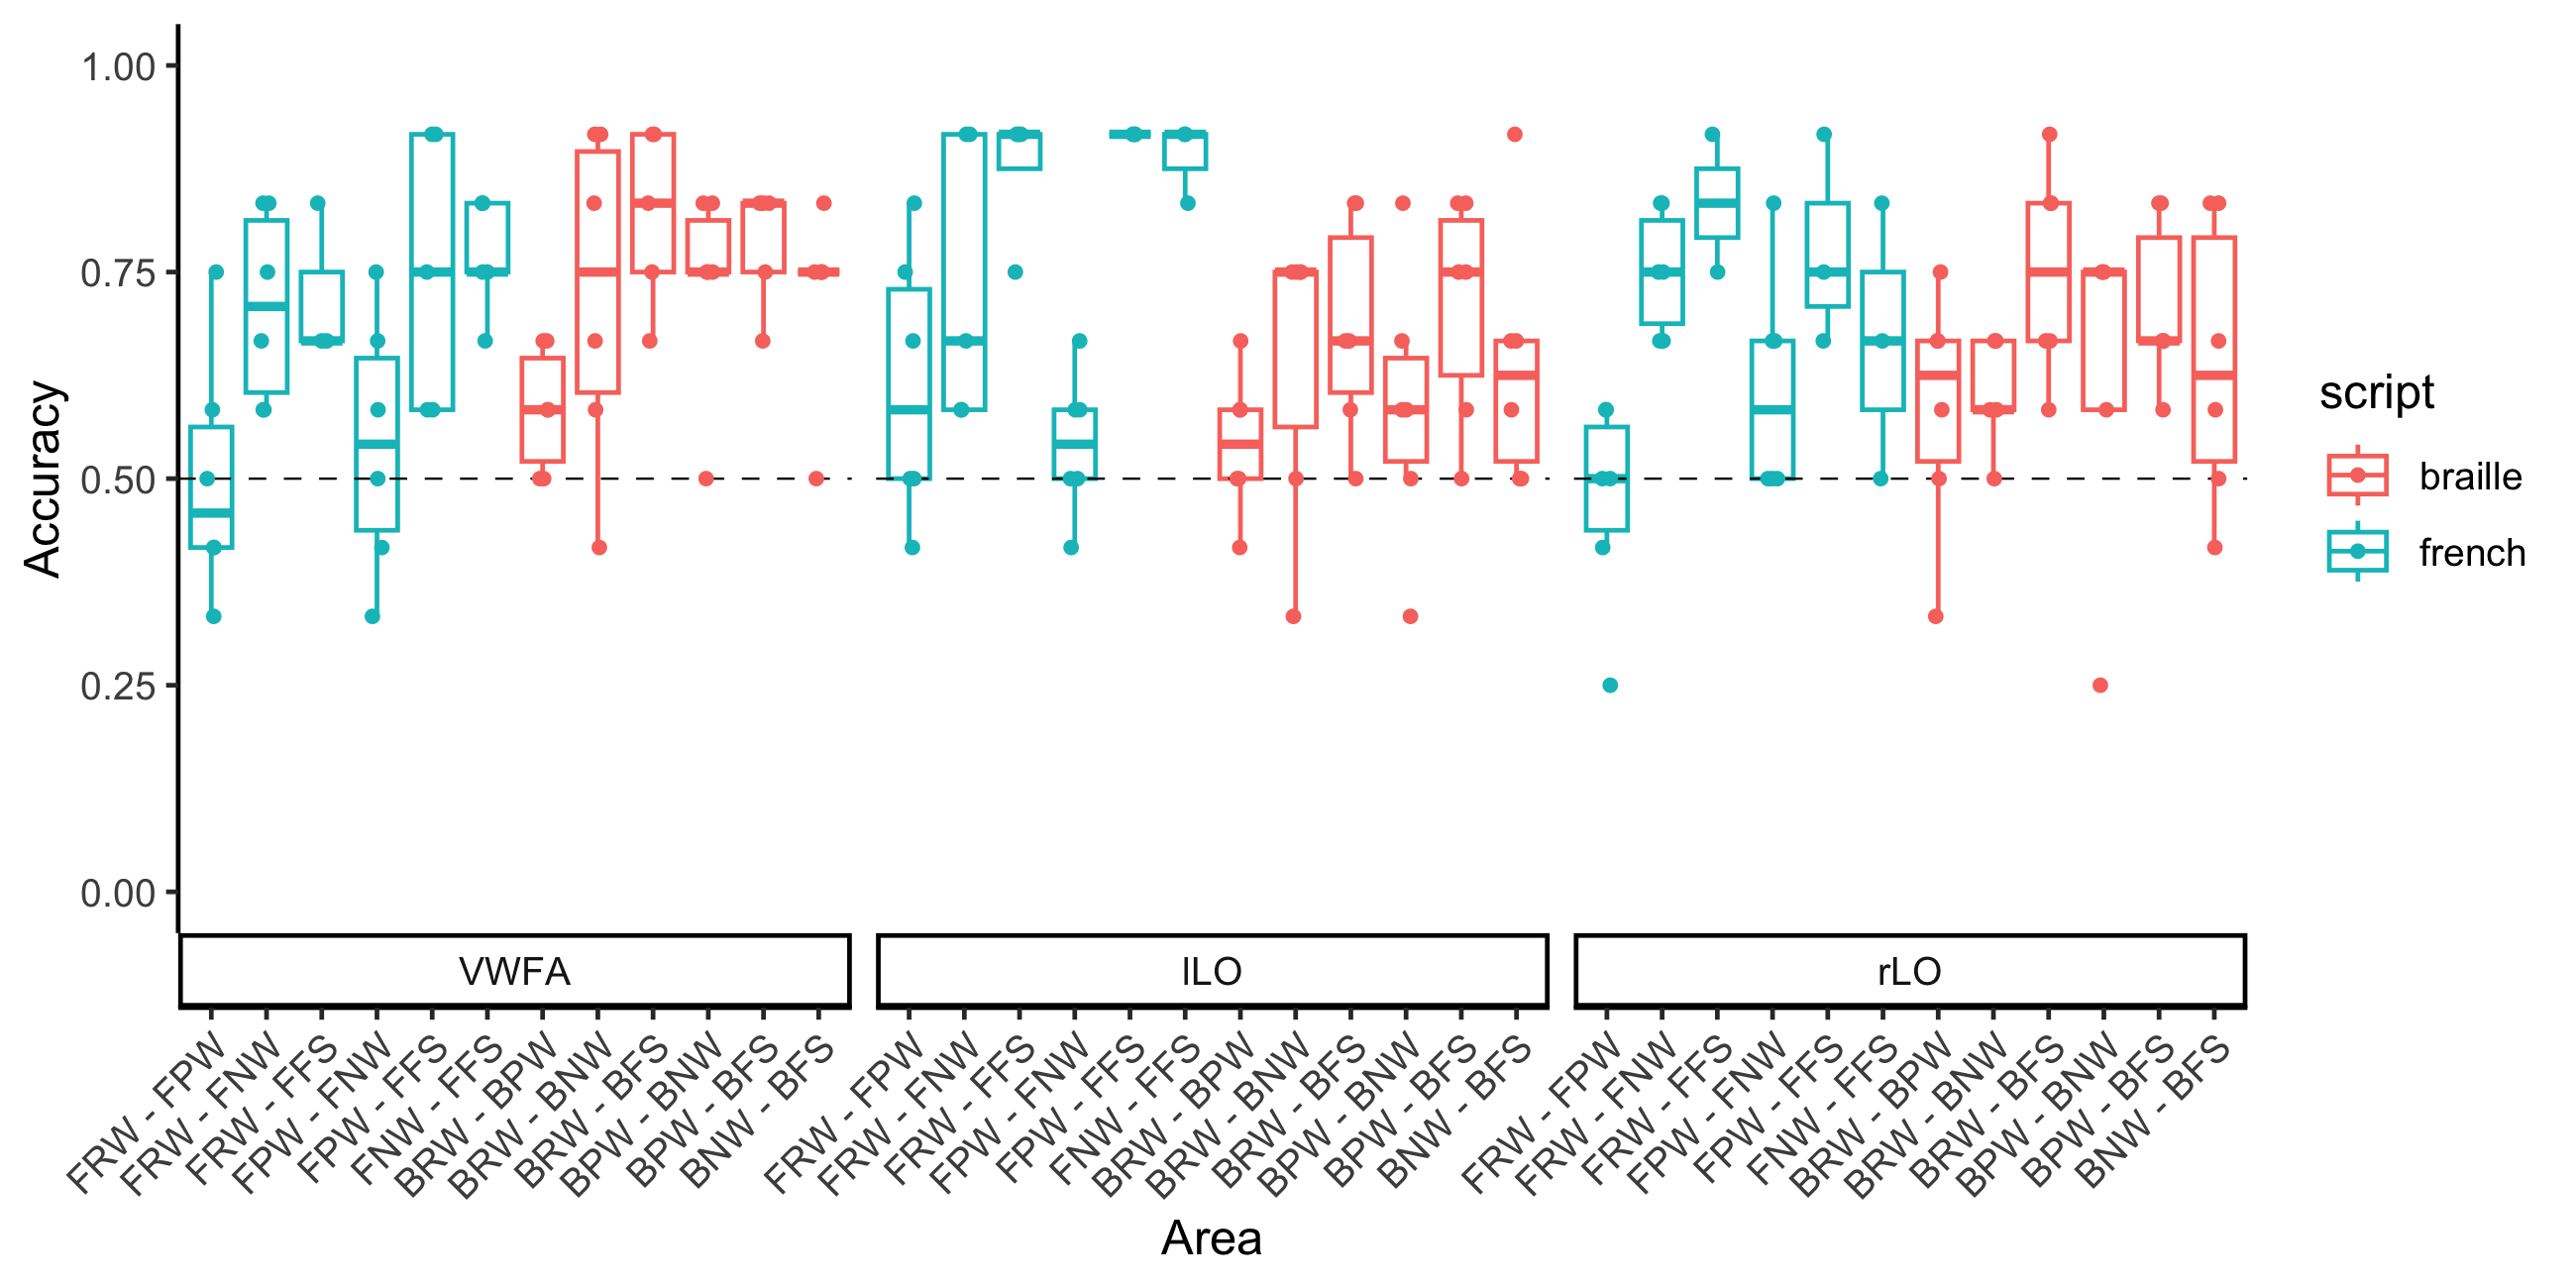 1.00
0.75
0.50
0.25
0.00
Accuracy
VWFA
lLO
rLO
FRW - FPW
FRW - FNW
FRW - FFS
FPW - FNW
FPW - FFS
FNW - FFS
BRW - BPW
BRW - BNW
BRW - BFS
BPW - BNW
BPW - BFS
BNW - BFS
FRW - FPW
FRW - FNW
FRW - FFS
FPW - FNW
FPW - FFS
FNW - FFS
BRW - BPW
BRW - BNW
BRW - BFS
BPW - BNW
BPW - BFS
BNW - BFS
FRW - FPW
FRW - FNW
FRW - FFS
FPW - FNW
FPW - FFS
FNW - FFS
BRW - BPW
BRW - BNW
BRW - BFS
BPW - BNW
BPW - BFS
BNW - BFS
Area
script
braille
french